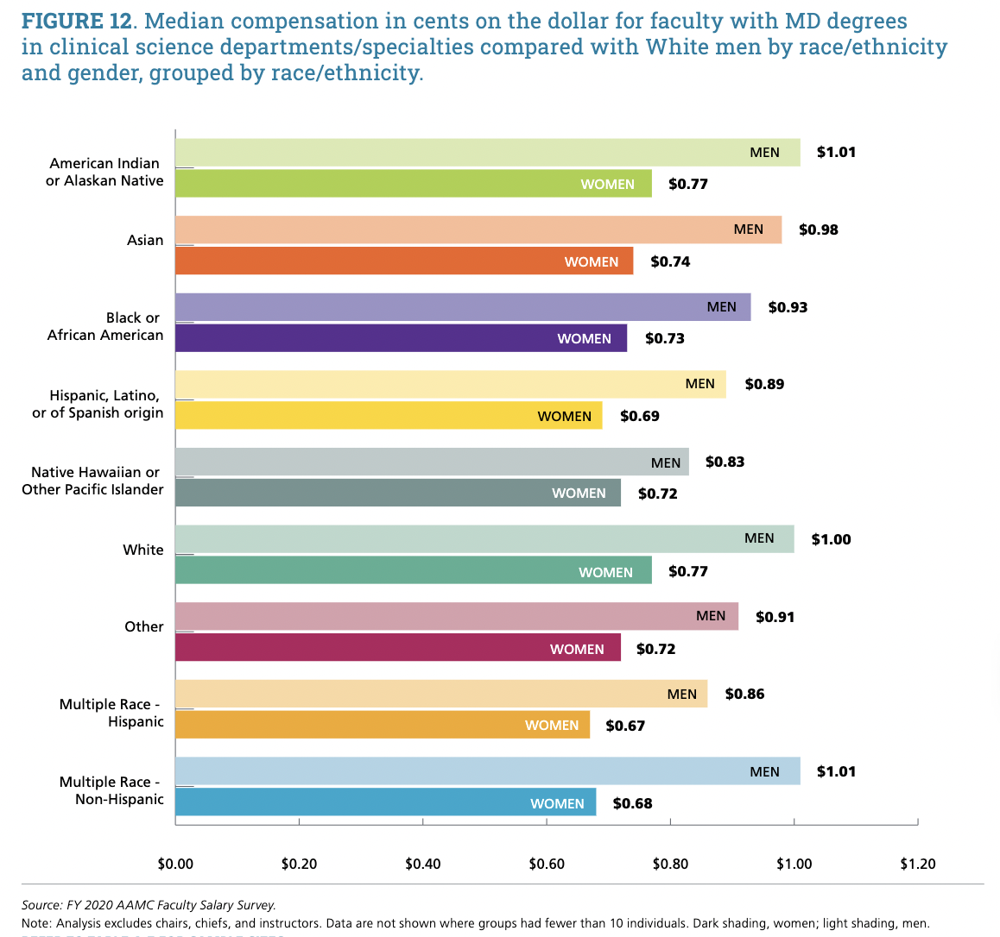 FIGURE 12. Median compensation in cents on the dollar for faculty with MD degrees
in clinical science departments/specialties compared with White men by race/ethnicity
and gender, grouped by race/ethnicity.
American Indian
or Alaskan Native
MEN $1.01
WOMEN $0.77
Asian
MEN $0.98
WOMEN $0.74
Black or
African American
MEN $0.93
WOMEN $0.73
Hispanic, Latino,
or of Spanish origin
MEN $0.89
WOMEN $0.69
Native Hawaiian or
Other Pacific Islander
MEN $0.83
WOMEN $0.72
White
MEN $1.00
WOMEN $0.77
Other
MEN $0.91
WOMEN $0.72
Multiple Race -
Hispanic
MEN $0.86
WOMEN $0.67
Multiple Race -
Non-Hispanic
MEN $1.01
WOMEN $0.68
$0.00 $0.20 $0.40 $0.60 $0.80 $1.00 $1.20
Source: FY 2020 AAMC Faculty Salary Survey.
Note: Analysis excludes chairs, chiefs, and instructors. Data are not shown where groups had fewer than 10 individuals. Dark shading, women; light shading, men.